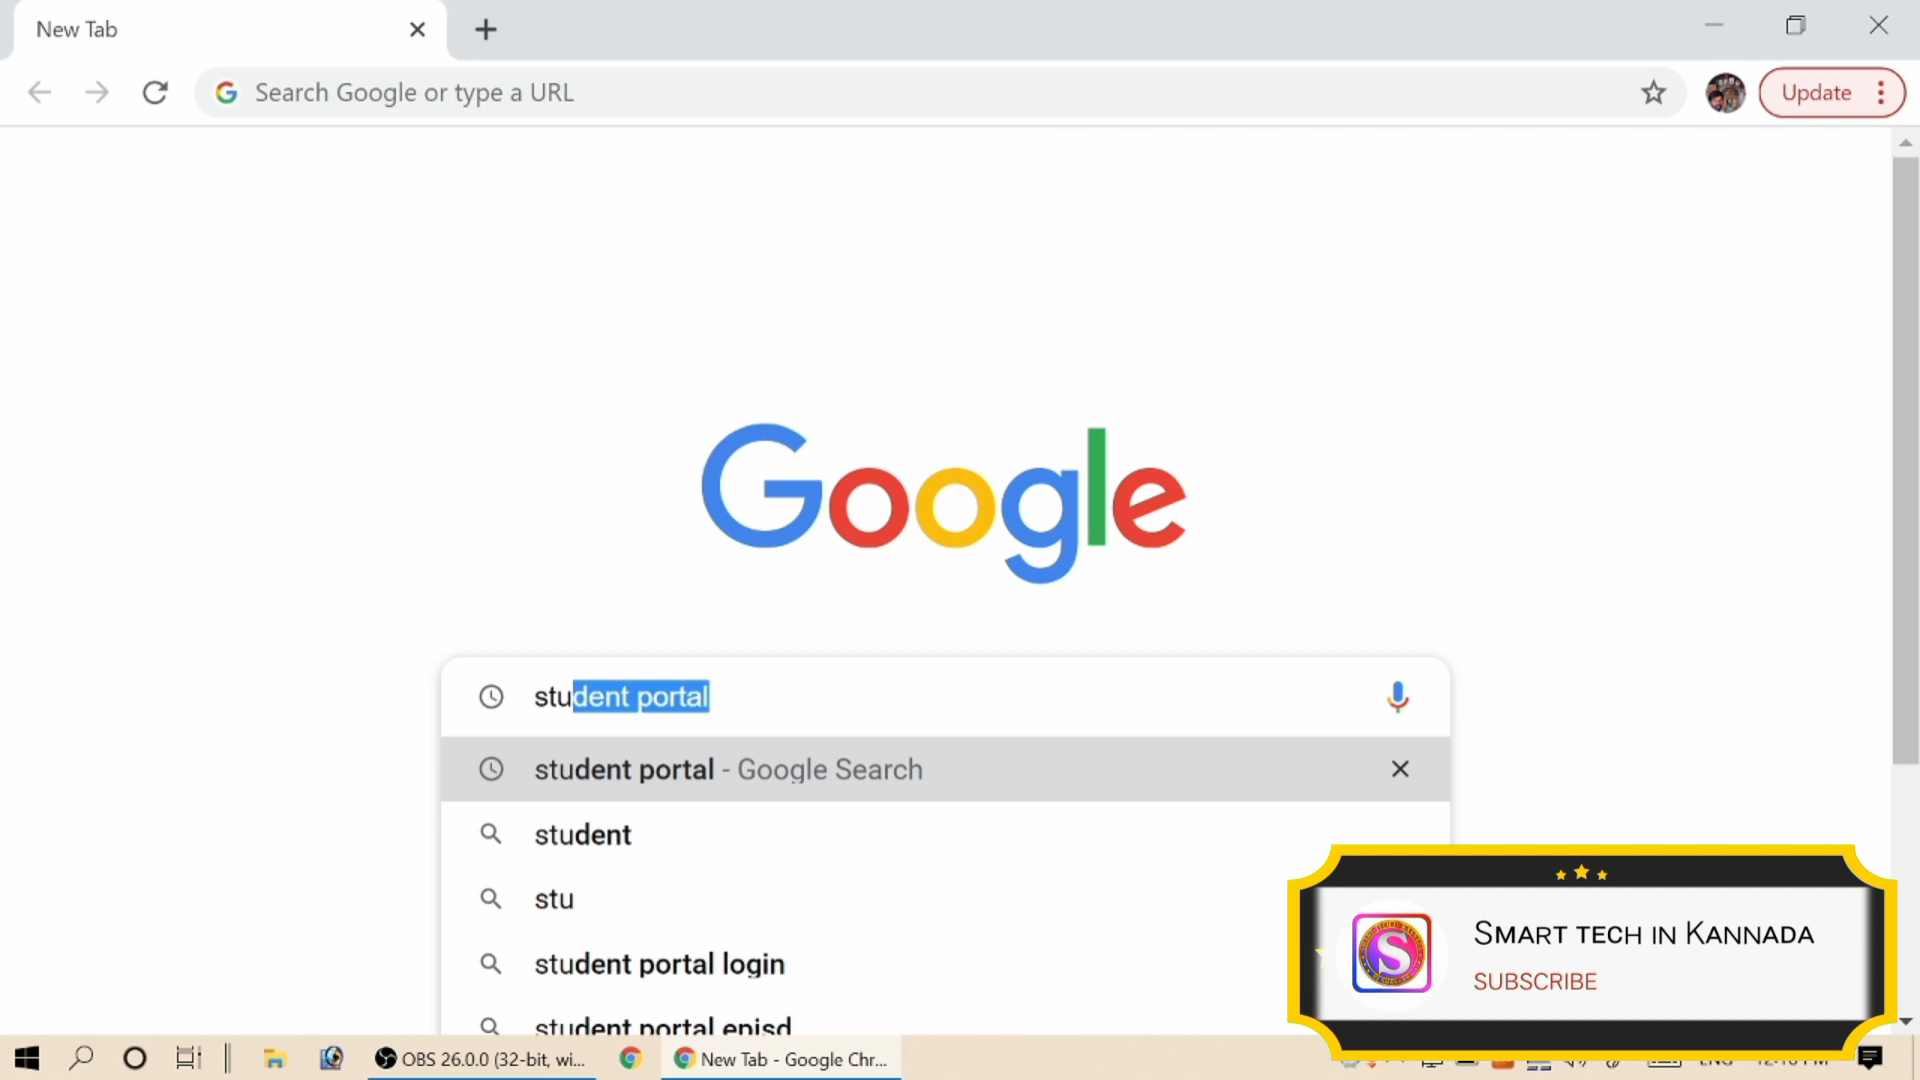 New Tab
Search Google or type a URL
Update
Google
student portal
student portal - Google Search
student
stu
student portal login
student portal episd
SMART TECH IN KANNADA
SUBSCRIBE
OBS 26.0.0 (32-bit, wi...
New Tab - Google Chr...